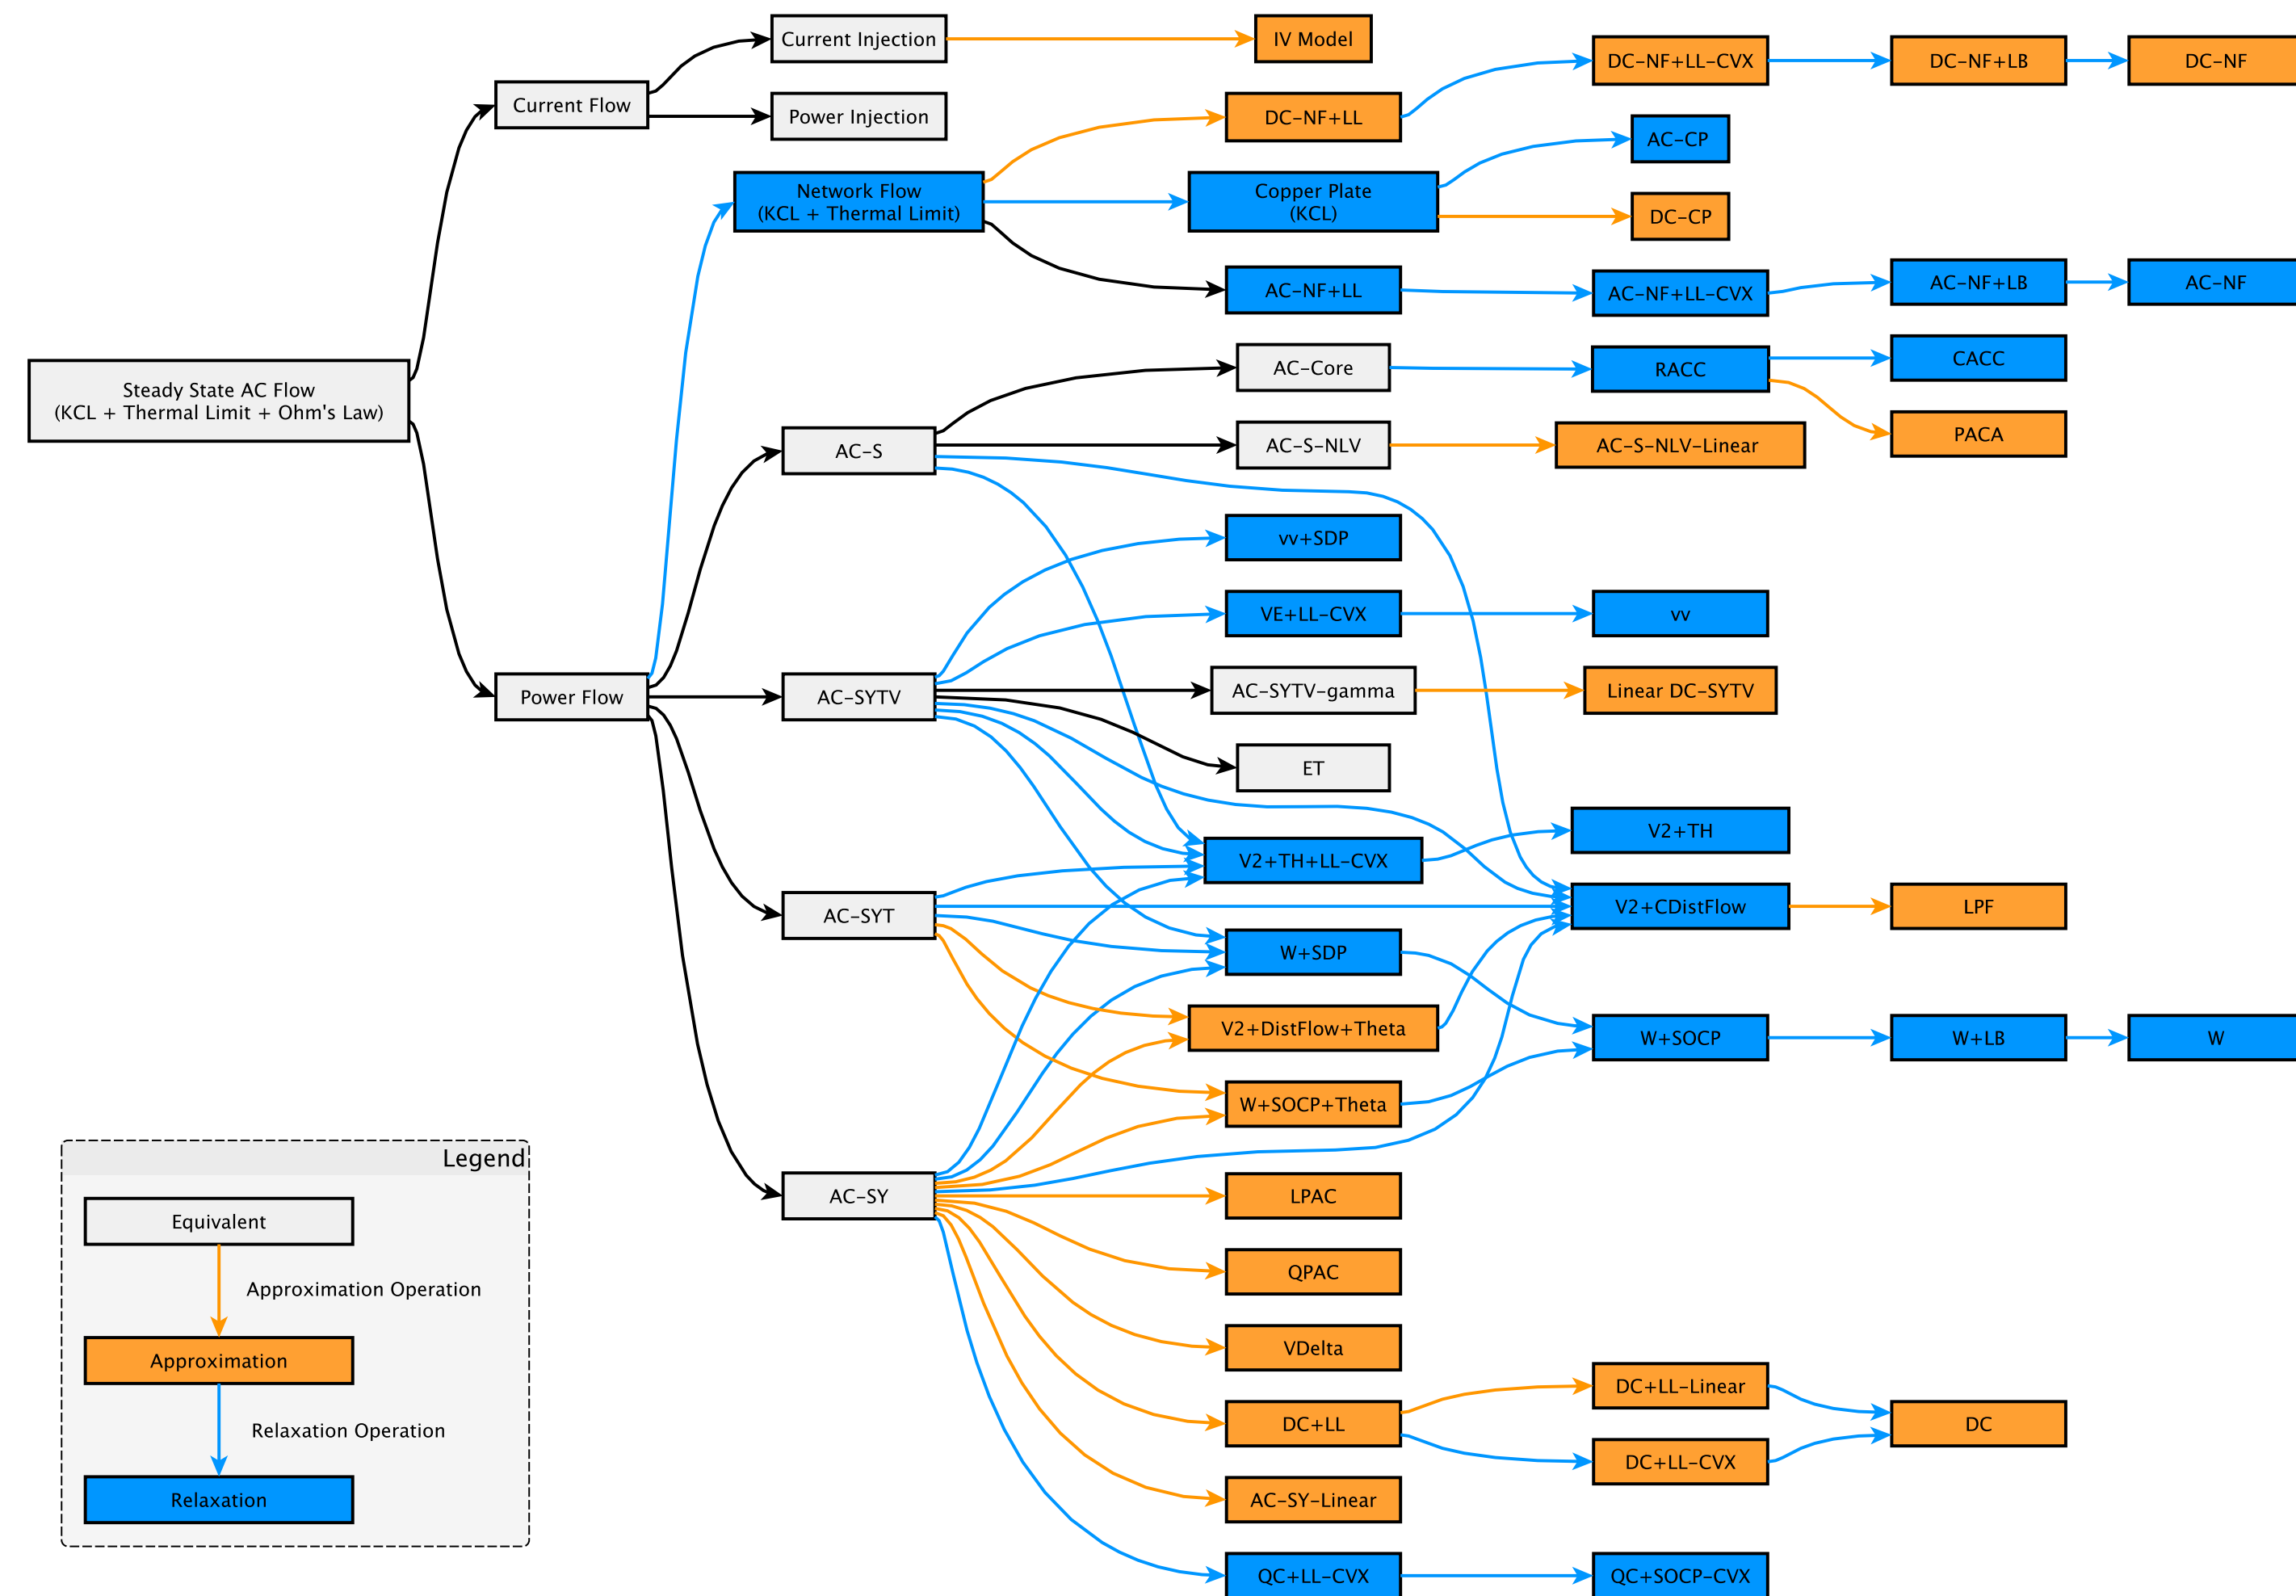 Current Injection
IV Model
DC-NF+LL-CVX
DC-NF+LB
DC-NF
Current Flow
Power Injection
DC-NF+LL
AC-CP
Network Flow
(KCL + Thermal Limit)
Copper Plate
(KCL)
DC-CP
AC-NF+LL
AC-NF+LL-CVX
AC-NF+LB
AC-NF
AC-Core
RACC
CACC
Steady State AC Flow
(KCL + Thermal Limit + Ohm's Law)
AC-S
AC-S-NLV
AC-S-NLV-Linear
PACA
vv+SDP
VE+LL-CVX
vv
Power Flow
AC-SYTV
AC-SYTV-gamma
Linear DC-SYTV
ET
V2+TH
V2+TH+LL-CVX
AC-SYT
V2+CDistFlow
LPF
W+SDP
V2+DistFlow+Theta
W+SOCP
W+LB
W
W+SOCP+Theta
AC-SY
LPAC
QPAC
VDelta
DC+LL-Linear
DC+LL
DC
DC+LL-CVX
AC-SY-Linear
QC+LL-CVX
QC+SOCP-CVX
Legend
Equivalent
Approximation Operation
Approximation
Relaxation Operation
Relaxation